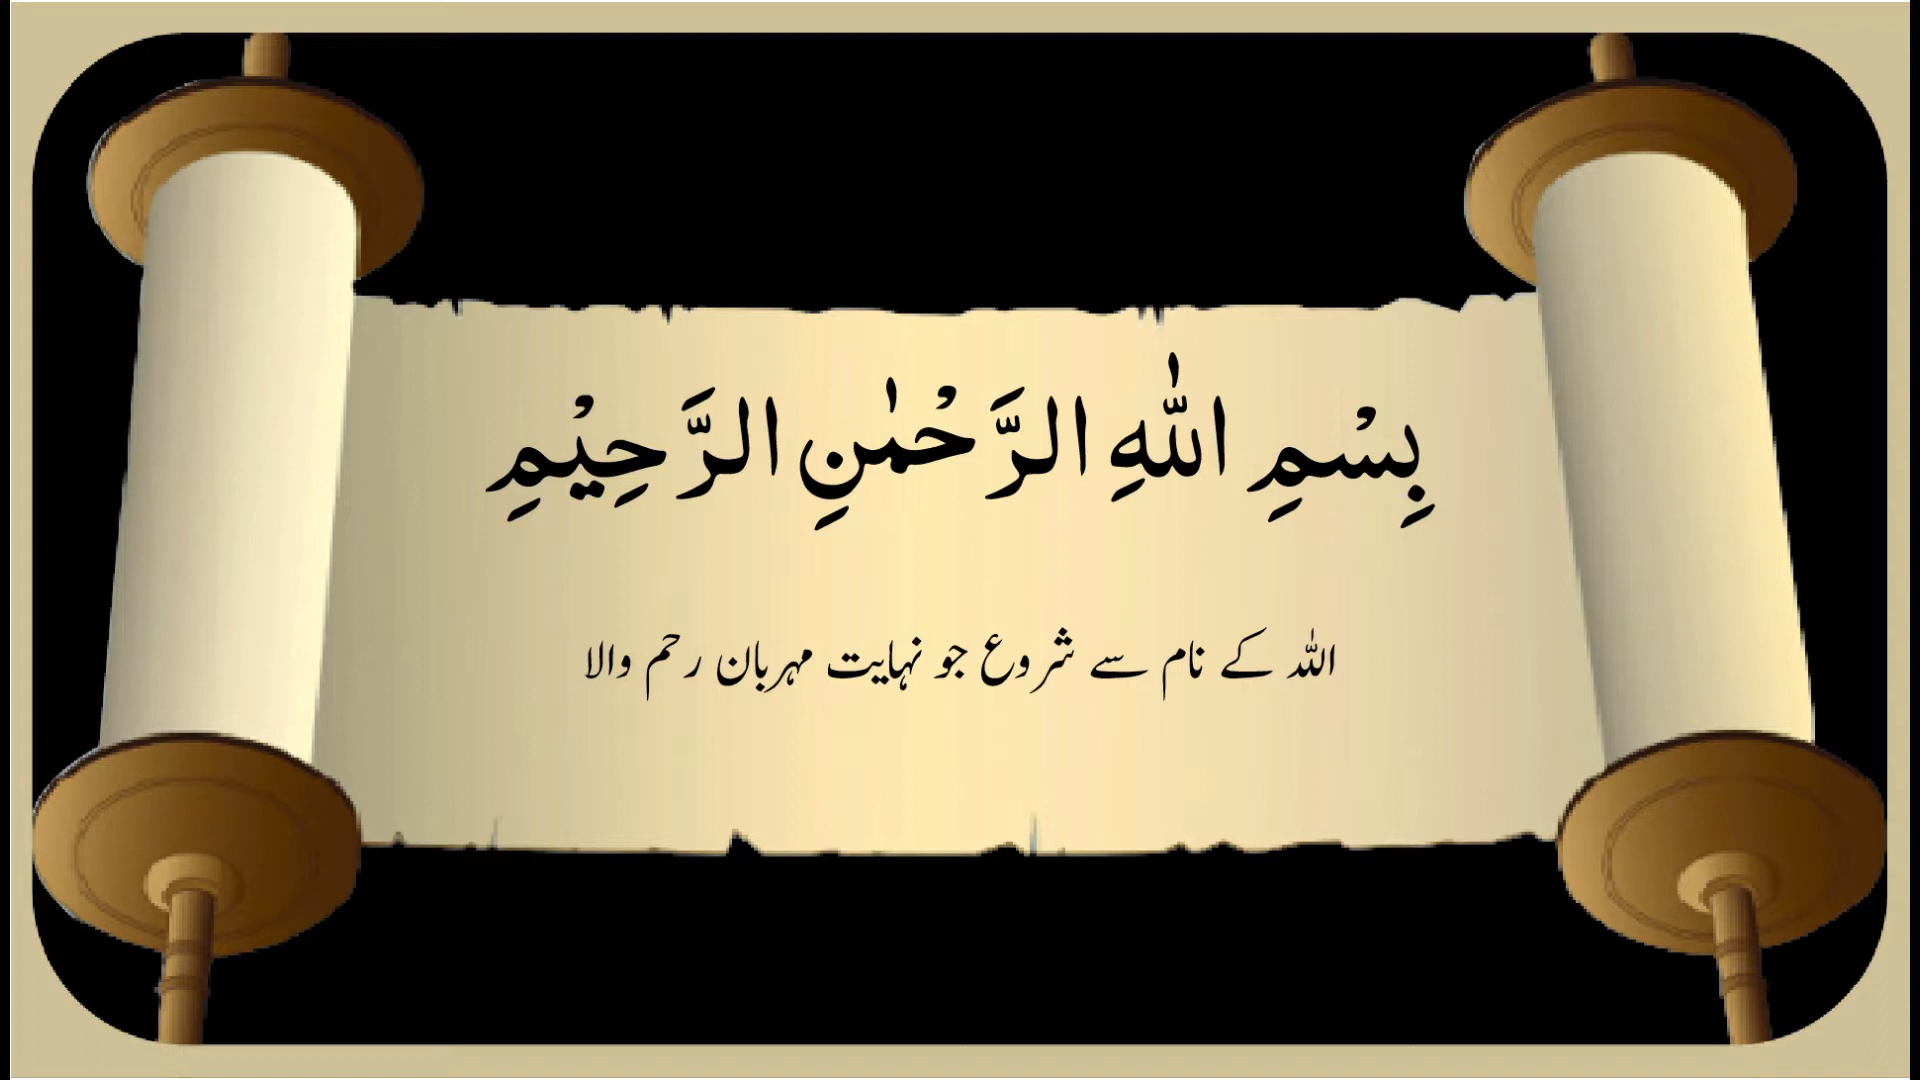 بِسْمِ اللّٰهِ الرَّحْمٰنِ الرَّحِيْمِ
اللہ کے نام سے شروع جو نہایت مہربان رحم والا